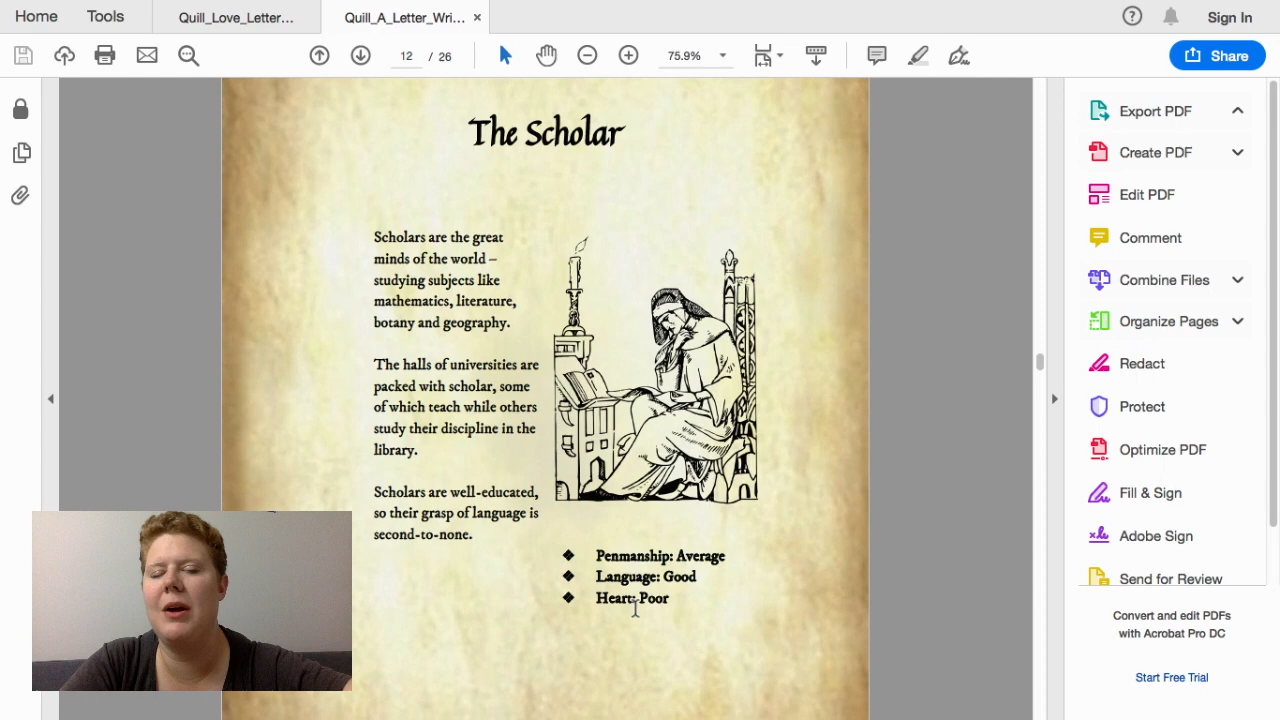 Home
Tools
Quill_Love_Letter...
Quill_A_Letter_Wri...
Sign In
12 / 26
75.9%
Share
The Scholar
Scholars are the great
minds of the world –
studying subjects like
mathematics, literature,
botany and geography.
The halls of universities are
packed with scholar, some
of which teach while others
study their discipline in the
library.
Scholars are well-educated,
so their grasp of language is
second-to-none.
❖ Penmanship: Average
❖ Language: Good
❖ Heart: Poor
Export PDF
Create PDF
Edit PDF
Comment
Combine Files
Organize Pages
Redact
Protect
Optimize PDF
Fill & Sign
Adobe Sign
Send for Review
Convert and edit PDFs
with Acrobat Pro DC
Start Free Trial